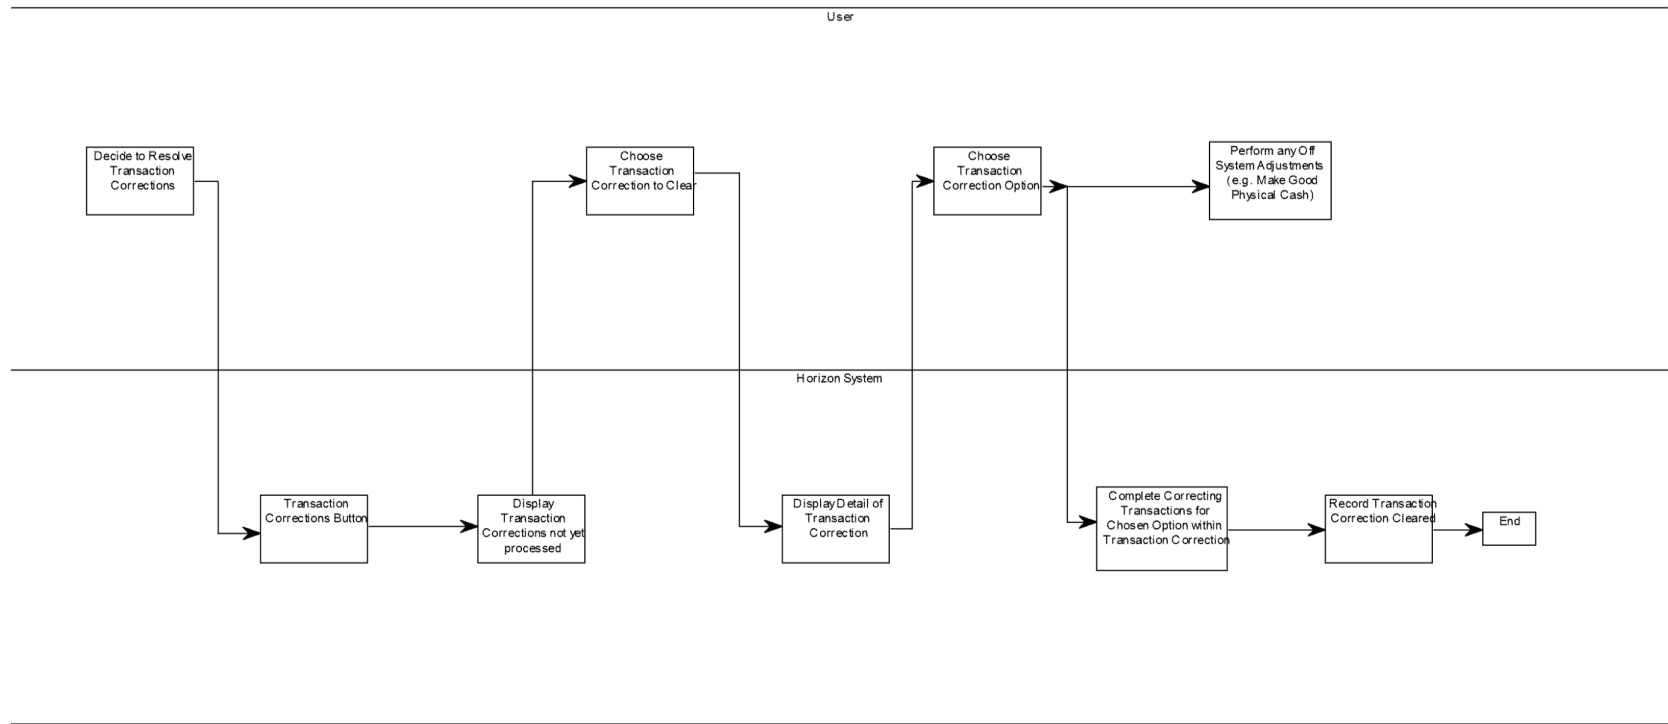 User
Decide to Resolve
Transaction
Corrections
Choose
Transaction
Correction to Clear
Choose
Transaction
Correction Option
Perform any Off
System Adjustments
(e.g. Make Good
Physical Cash)
Horizon System
Transaction
Corrections Button
Display
Transaction
Corrections not yet
processed
Display Detail of
Transaction
Correction
Complete Correcting
Transactions for
Chosen Option within
Transaction Correction
Record Transaction
Correction Cleared
End